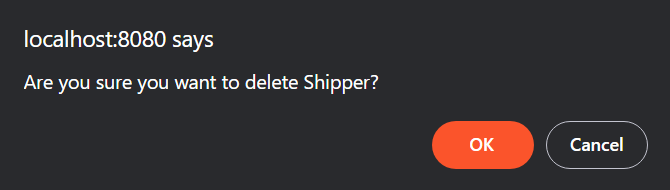 localhost:8080 says
Are you sure you want to delete Shipper?
OK
Cancel